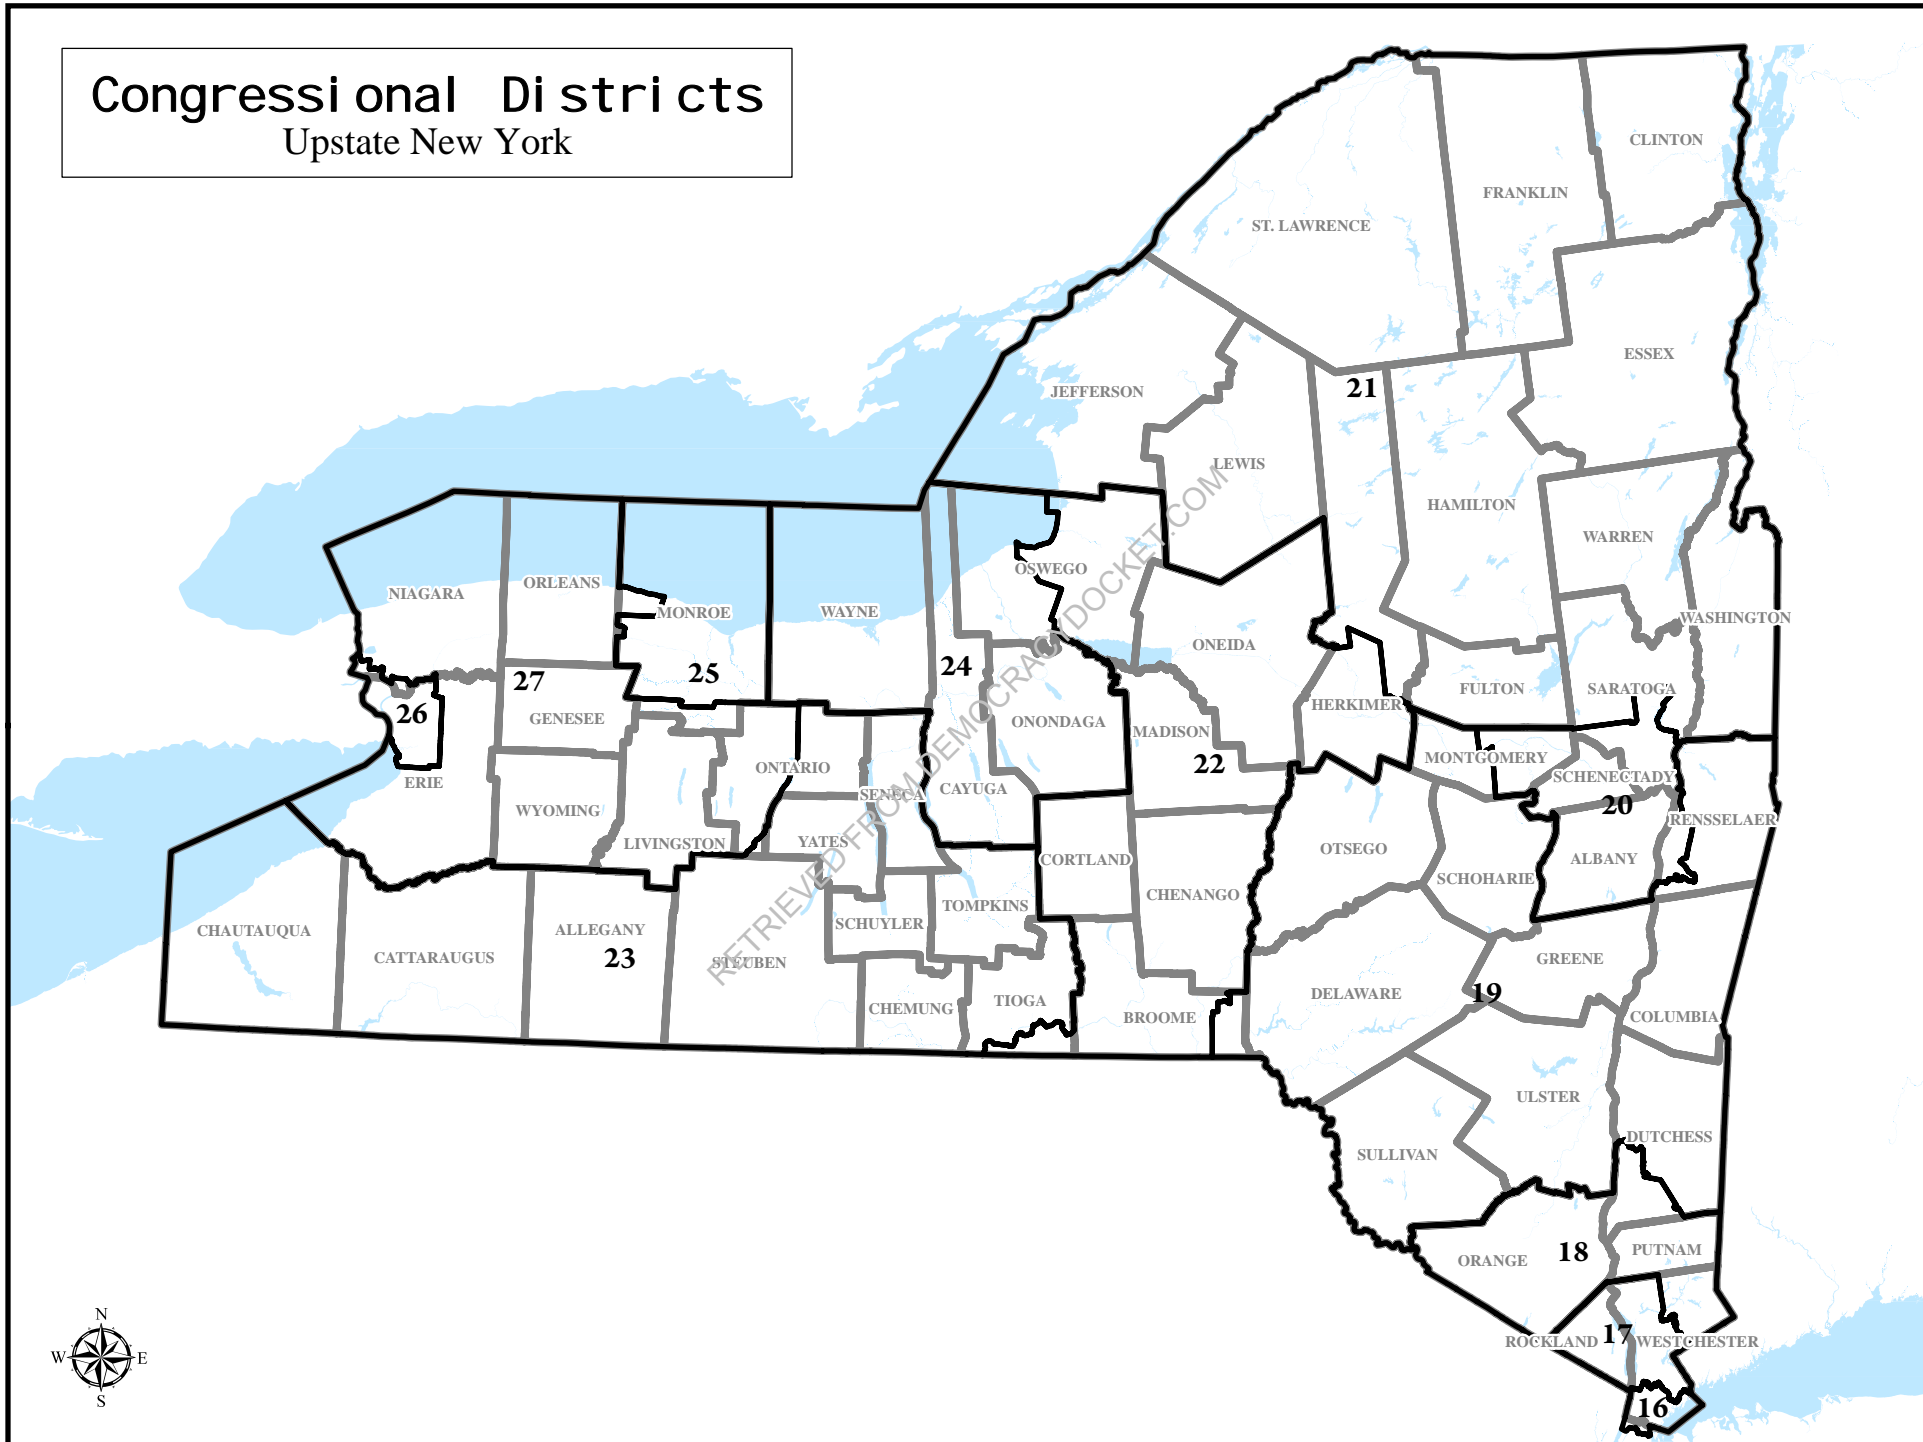 Congressional Districts
Upstate New York
CLINTON
FRANKLIN
ST. LAWRENCE
ESSEX
21
JEFFERSON
LEWIS
HAMILTON
WARREN
OSWEGO
ORLEANS
NIAGARA
MONROE
WAYNE
WASHINGTON
ONEIDA
24
25
27
FULTON
SARATOGA
HERKIMER
26
GENESEE
ONONDAGA
MADISON
22
MONTGOMERY
ONTARIO
SCHENECTADY
ERIE
SENECA
CAYUGA
20
WYOMING
RENSSELAER
LIVINGSTON
YATES
OTSEGO
CORTLAND
ALBANY
SCHOHARIE
CHENANGO
TOMPKINS
SCHUYLER
CHAUTAUQUA
ALLEGANY
CATTARAUGUS
23
STEUBEN
GREENE
DELAWARE
19
TIOGA
CHEMUNG
BROOME
COLUMBIA
ULSTER
DUTCHESS
SULLIVAN
ORANGE
18
PUTNAM
ROCKLAND
17
WESTCHESTER
16
RETRIEVED FROM DEMOCRACYDOCKET.COM
N
W
E
S